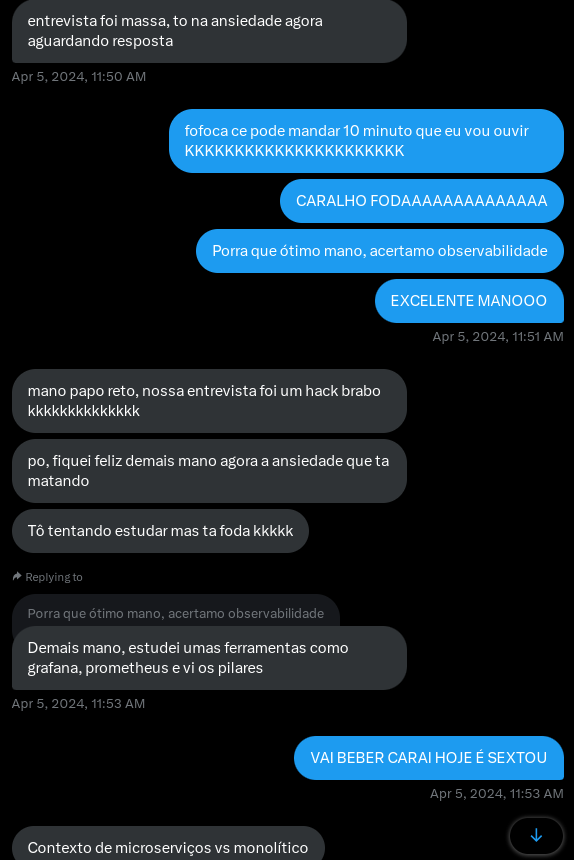 entrevista foi massa, to na ansiedade agora
aguardando resposta
Apr 5, 2024, 11:50 AM
fofoca ce pode mandar 10 minuto que eu vou ouvir
KKKKKKKKKKKKKKKKKKKKKK
CARALHO FODAAAAAAAAAAAAAA
Porra que ótimo mano, acertamo observabilidade
EXCELENTE MANOOO
Apr 5, 2024, 11:51 AM
mano papo reto, nossa entrevista foi um hack brabo
kkkkkkkkkkkkkk
po, fiquei feliz demais mano agora a ansiedade que ta
matando
Tô tentando estudar mas ta foda kkkkk
Replying to
Porra que ótimo mano, acertamo observabilidade
Demais mano, estudei umas ferramentas como
grafana, prometheus e vi os pilares
Apr 5, 2024, 11:53 AM
VAI BEBER CARAI HOJE É SEXTOU
Apr 5, 2024, 11:53 AM
Contexto de microserviços vs monolítico